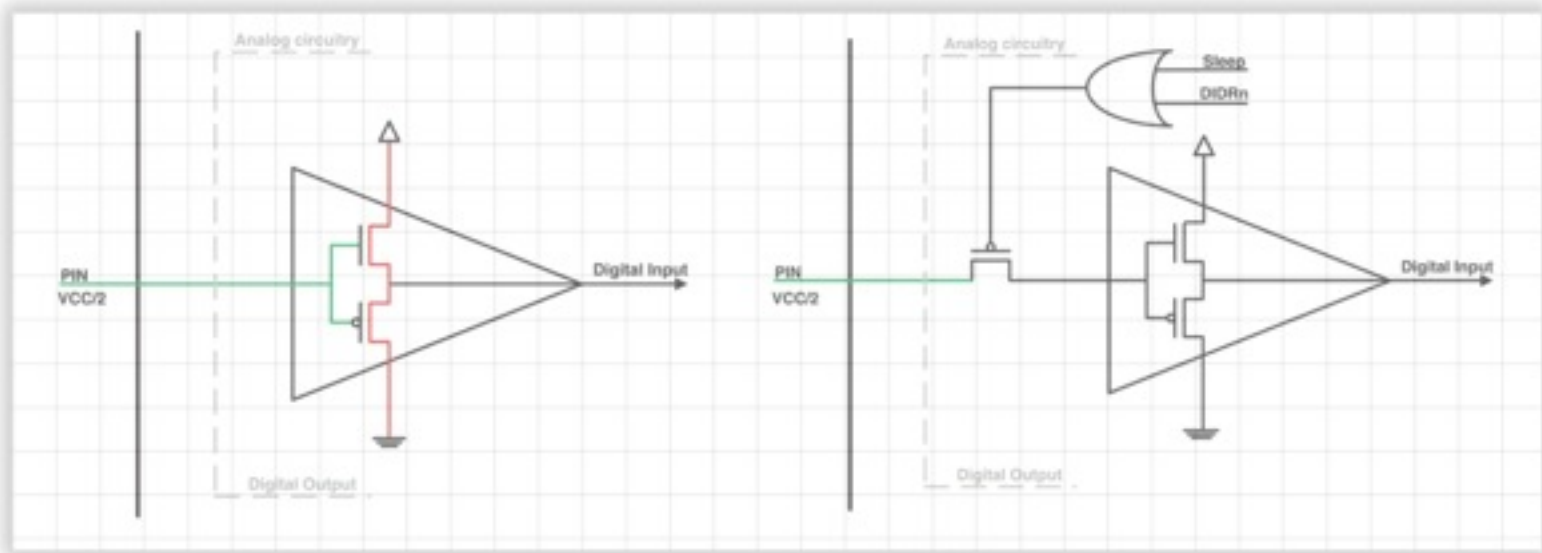 Analog circuitry
PIN
VCC/2
Digital Input
Digital Output
Analog circuitry
Sleep
DIDRn
PIN
VCC/2
Digital Input
Digital Output